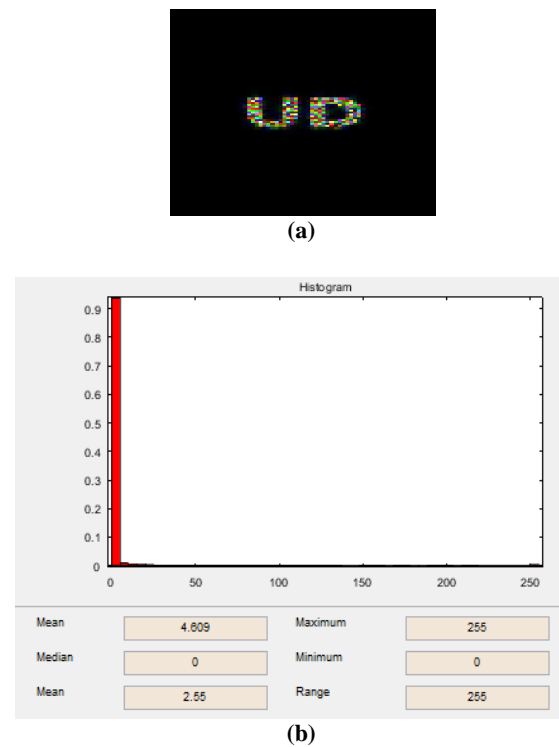 UD
(a)
Histogram
0.9
0.8
0.7
0.6
0.5
0.4
0.3
0.2
0.1
0
0 50 100 150 200 250
Mean 4.609 Maximum 255
Median 0 Minimum 0
Mean 2.55 Range 255
(b)